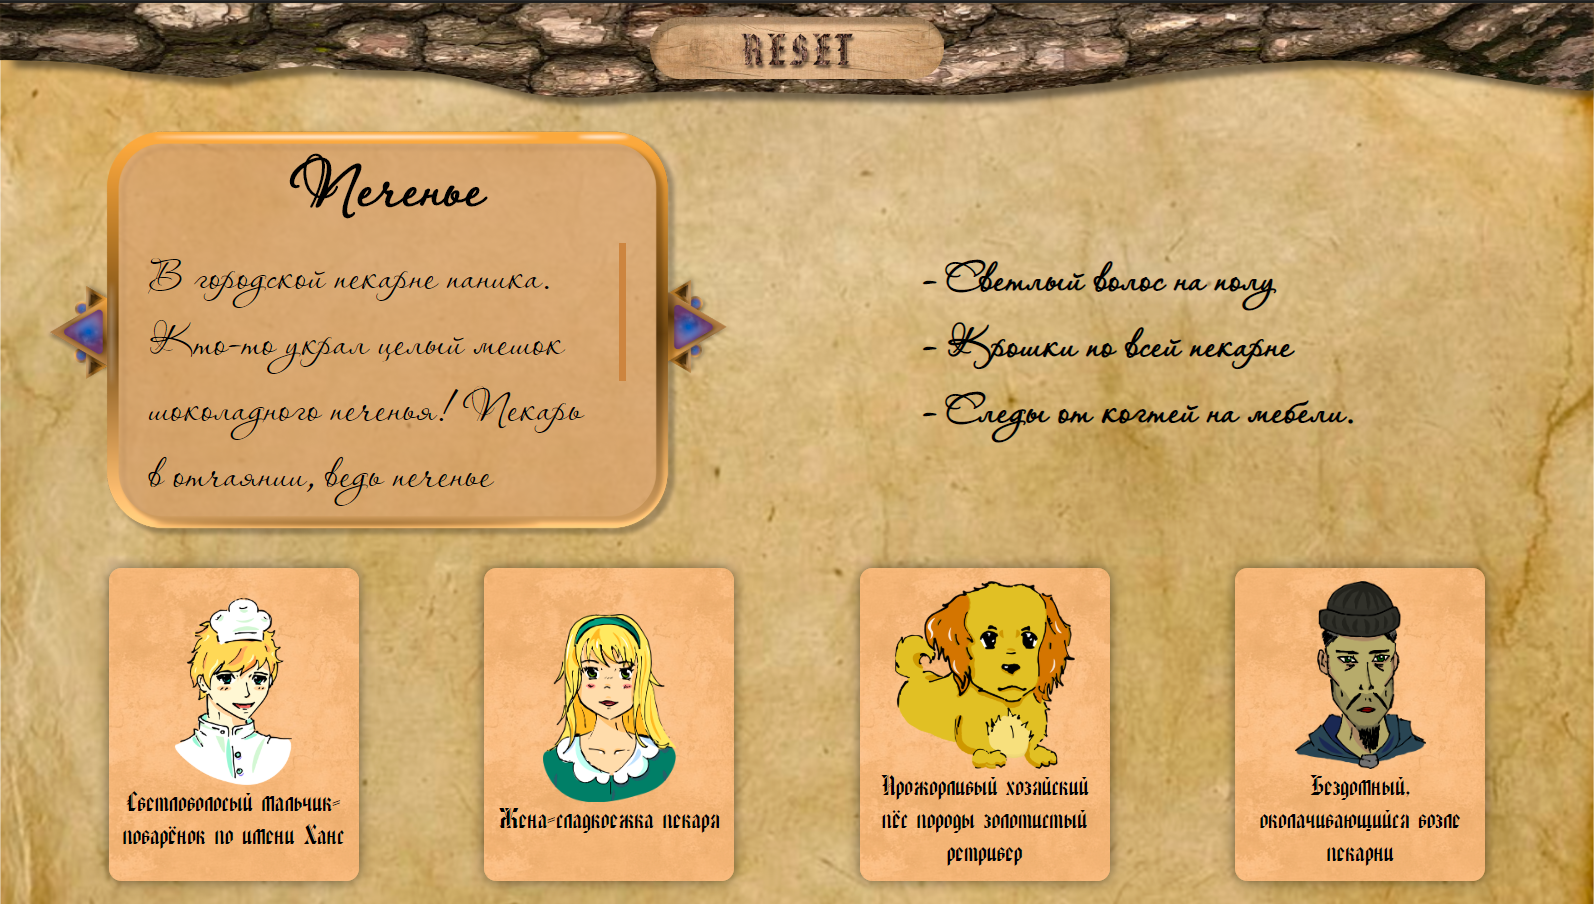 RESET
Печенье
В городской пекарне паника.
Кто-то украл целый мешок
шоколадного печенья! Пекарь
в отчаянии, ведь печенье
- Светлый волос на полу
- Крошки по всей пекарне
- Следы от когтей на мебели.
Светловолосый мальчик-
поварёнок по имени Ханс
Жена-сладкоежка пекаря
Прожорливый хозяйский
пёс породы золотистый
ретривер
Бездомный,
околачивающийся возле
пекарни